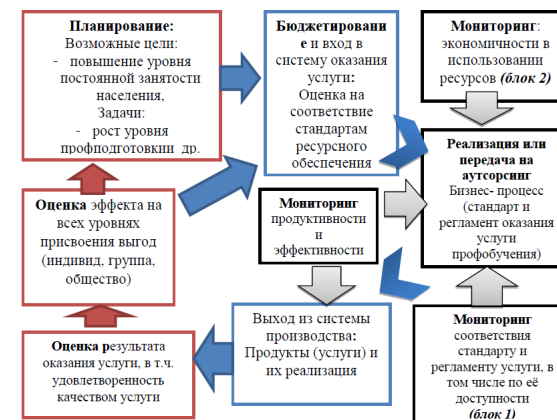 Планирование:
Возможные цели:
- повышение уровня
постоянной занятости
населения,
Задачи:
- рост уровня
профподготовкии др.
Бюджетировани
е и вход в
систему оказания
услуги:
Оценка на
соответствие
стандартам
ресурсного
обеспечения
Мониторинг:
экономичности в
использовании
ресурсов (блок 2)
Реализация или
передача на
аутсорсинг
Бизнес- процесс
(стандарт и
регламент оказания
услуги
профобучения)
Оценка эффекта на
всех уровнях
присвоения выгод
(индивид, группа,
общество)
Мониторинг
продуктивности
и
эффективности
Оценка результата
оказания услуги, в т.ч.
удовлетворенность
качеством услуги
Выход из системы
производства:
Продукты (услуги) и
их реализация
Мониторинг
соответствия
стандарту и
регламенту услуги, в
том числе по её
доступности
(блок 1)